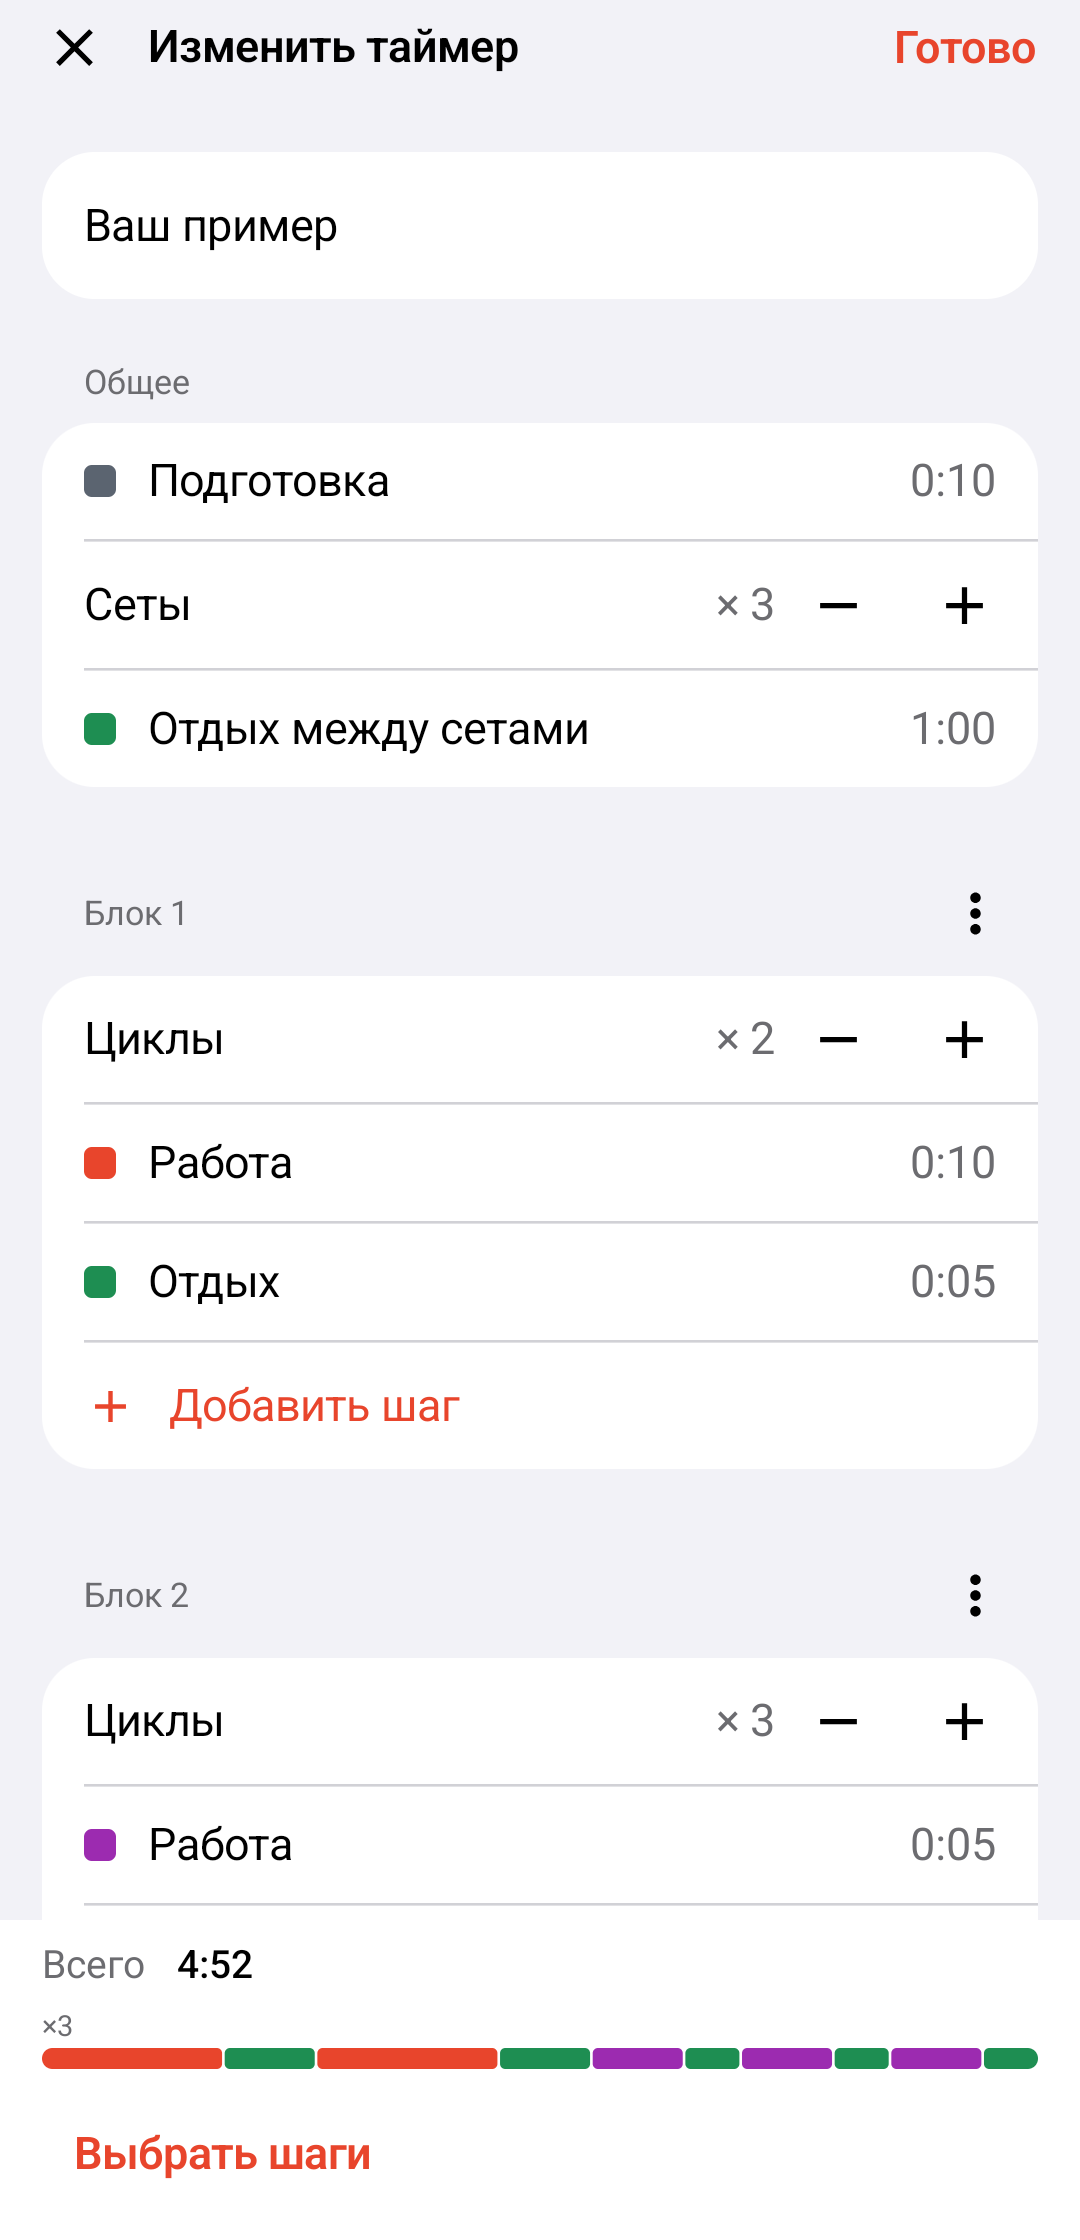 Изменить таймер Готово
Ваш пример
Общее
Подготовка 0:10
Сеты × 3 − +
Отдых между сетами 1:00
Блок 1
Циклы × 2 − +
Работа 0:10
Отдых 0:05
+ Добавить шаг
Блок 2
Циклы × 3 − +
Работа 0:05
Всего 4:52
×3
Выбрать шаги